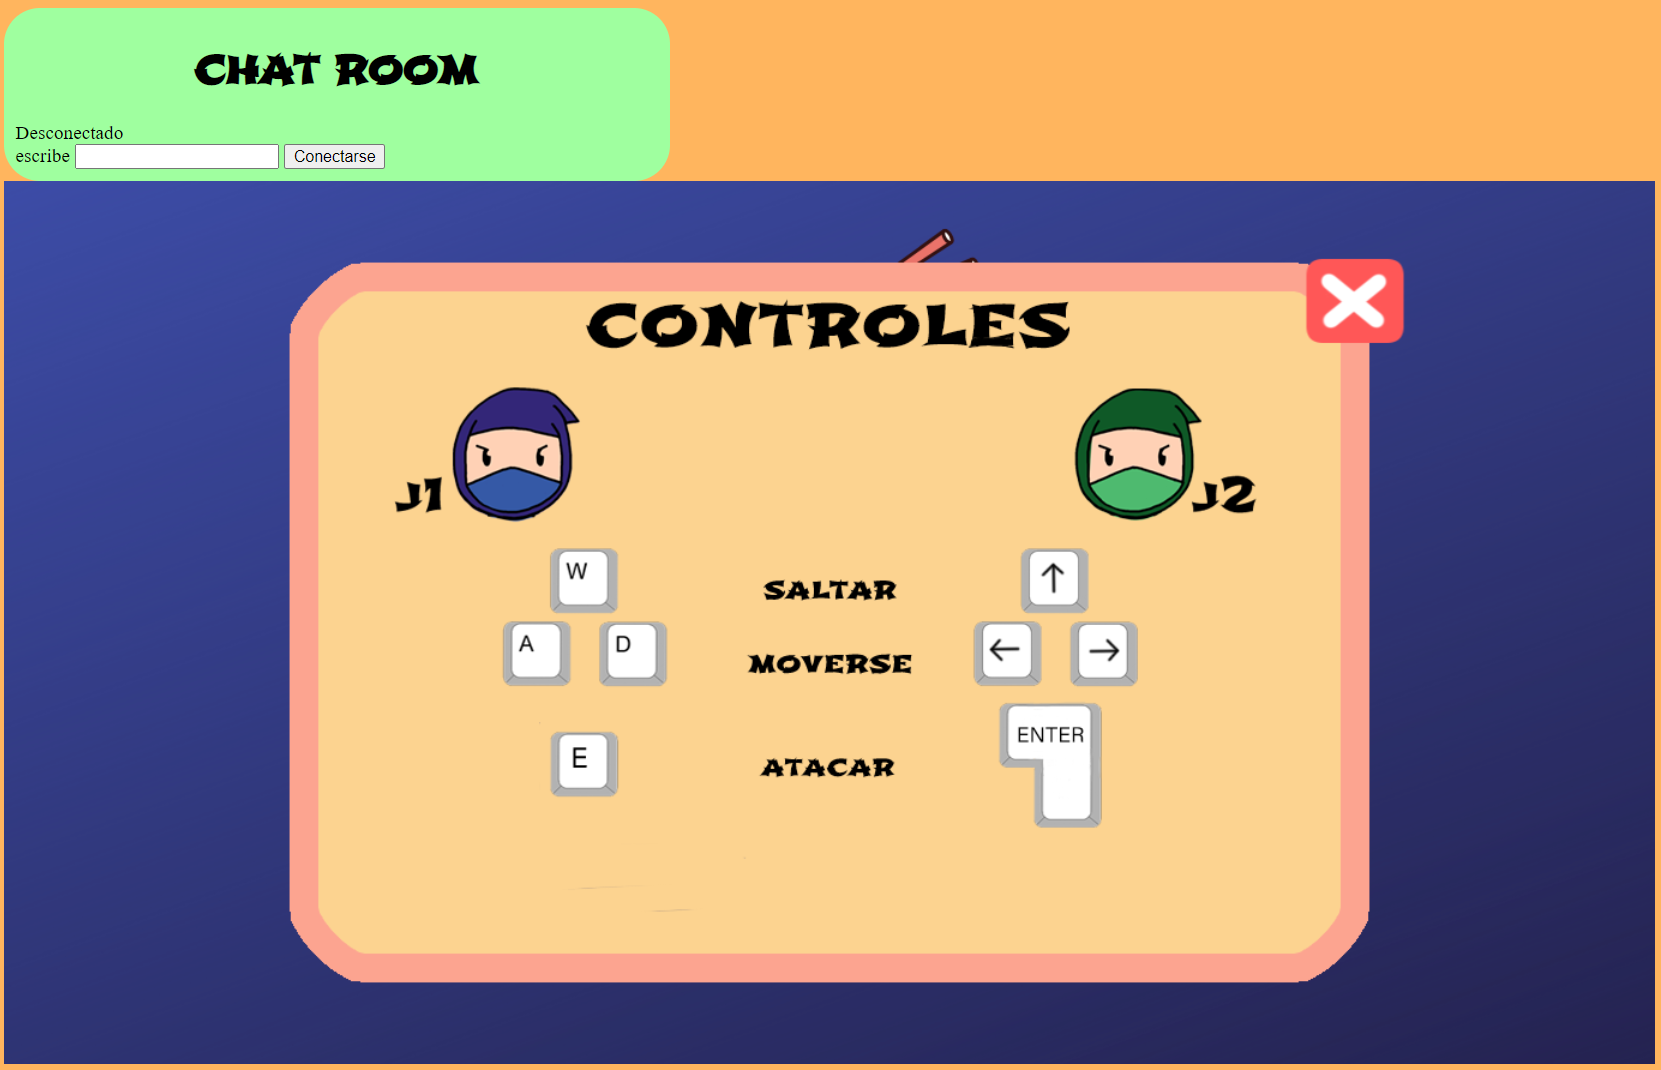 CHAT ROOM
Desconectado
escribe Conectarse
CONTROLES
J1 J2
W SALTAR ↑
A D MOVERSE ← →
E ATACAR ENTER